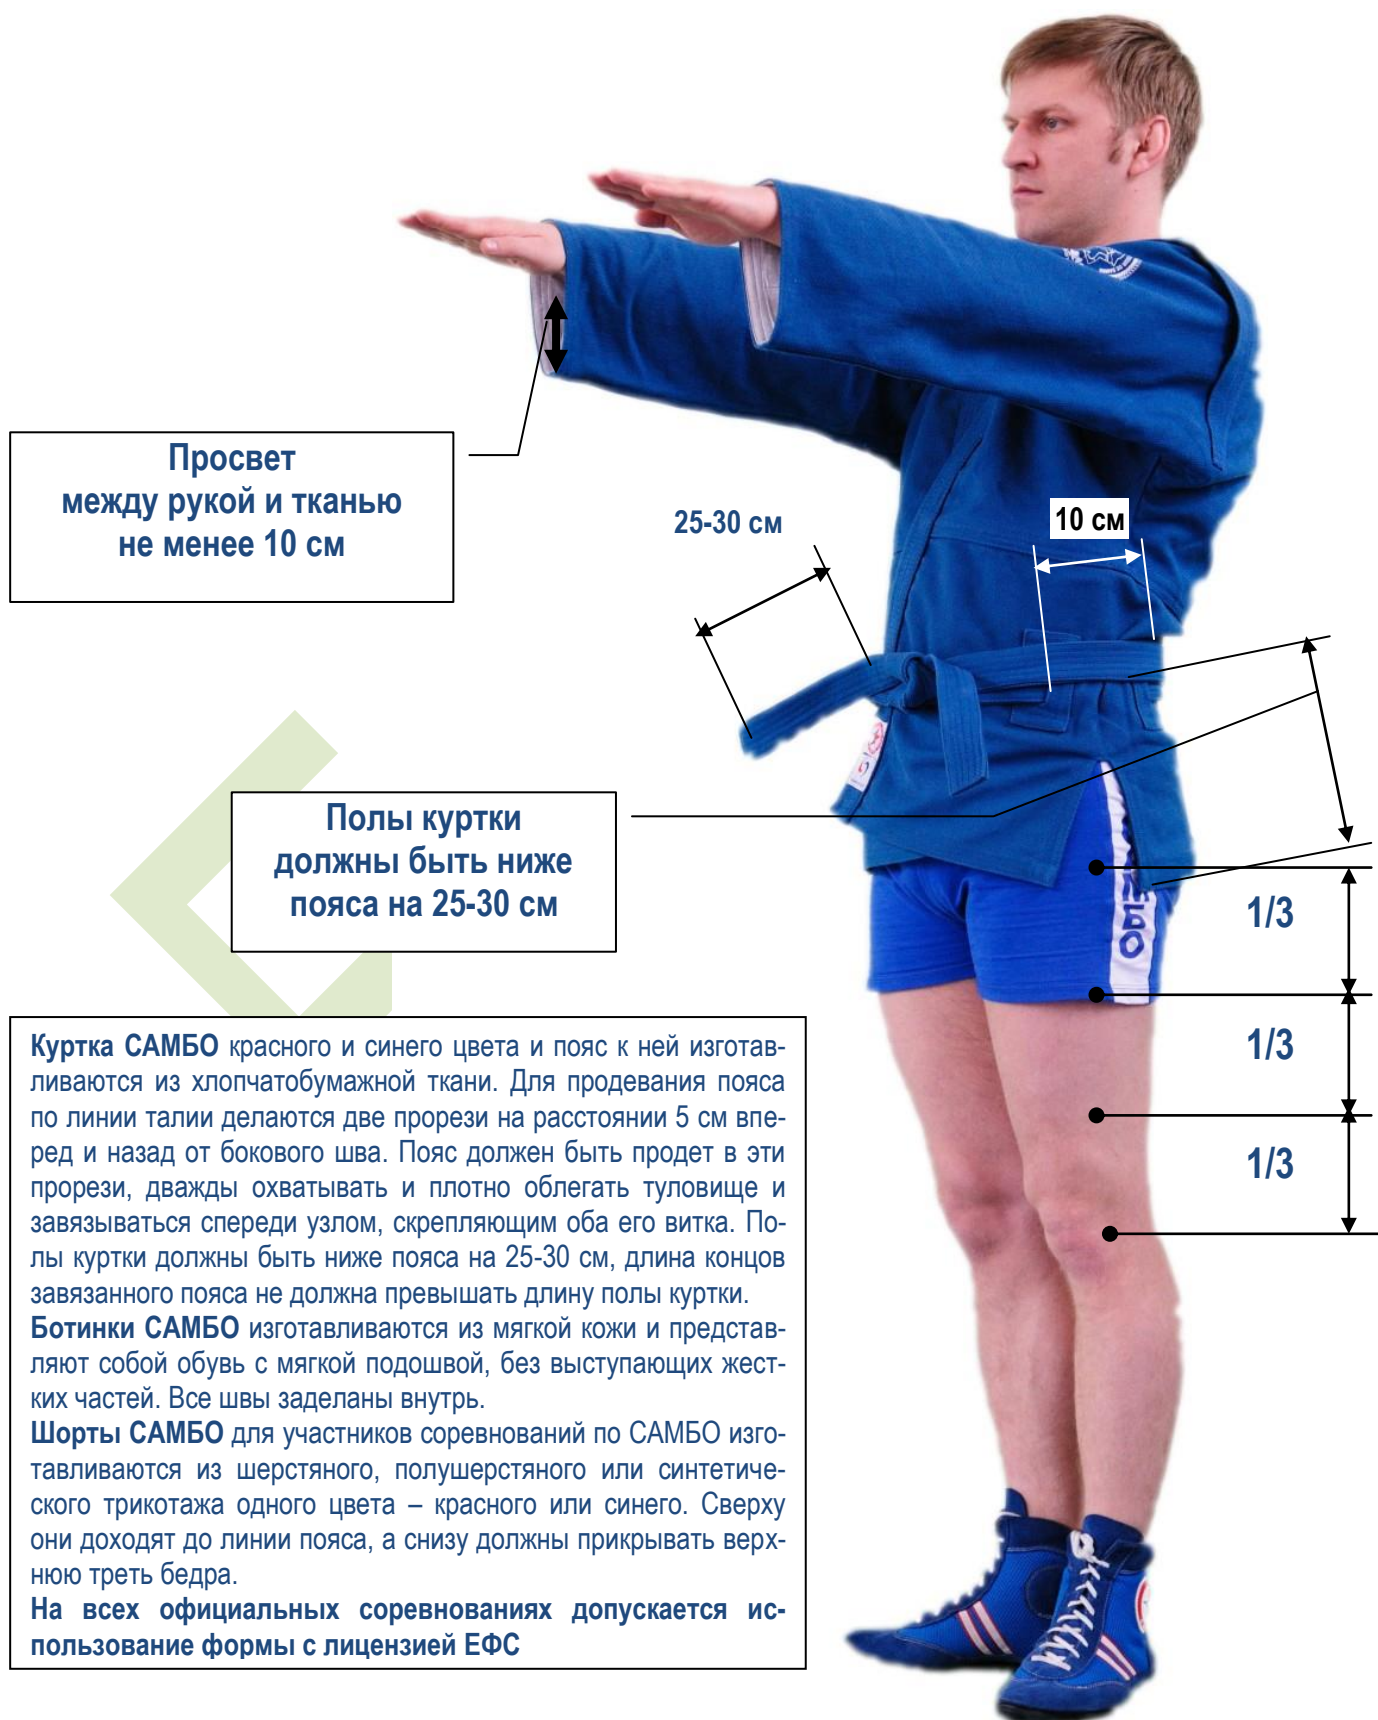 Просвет
между рукой и тканью
не менее 10 см
25-30 см
10 см
Полы куртки
должны быть ниже
пояса на 25-30 см
БО
1/3
1/3
1/3
Куртка САМБО красного и синего цвета и пояс к ней изготав-
ливаются из хлопчатобумажной ткани. Для продевания пояса
по линии талии делаются две прорези на расстоянии 5 см впе-
ред и назад от бокового шва. Пояс должен быть продет в эти
прорези, дважды охватывать и плотно облегать туловище и
завязываться спереди узлом, скрепляющим оба его витка. По-
лы куртки должны быть ниже пояса на 25-30 см, длина концов
завязанного пояса не должна превышать длину полы куртки.
Ботинки САМБО изготавливаются из мягкой кожи и представ-
ляют собой обувь с мягкой подошвой, без выступающих жест-
ких частей. Все швы заделаны внутрь.
Шорты САМБО для участников соревнований по САМБО изго-
тавливаются из шерстяного, полушерстяного или синтетиче-
ского трикотажа одного цвета – красного или синего. Сверху
они доходят до линии пояса, а снизу должны прикрывать верх-
нюю треть бедра.
На всех официальных соревнованиях допускается ис-
пользование формы с лицензией ЕФС